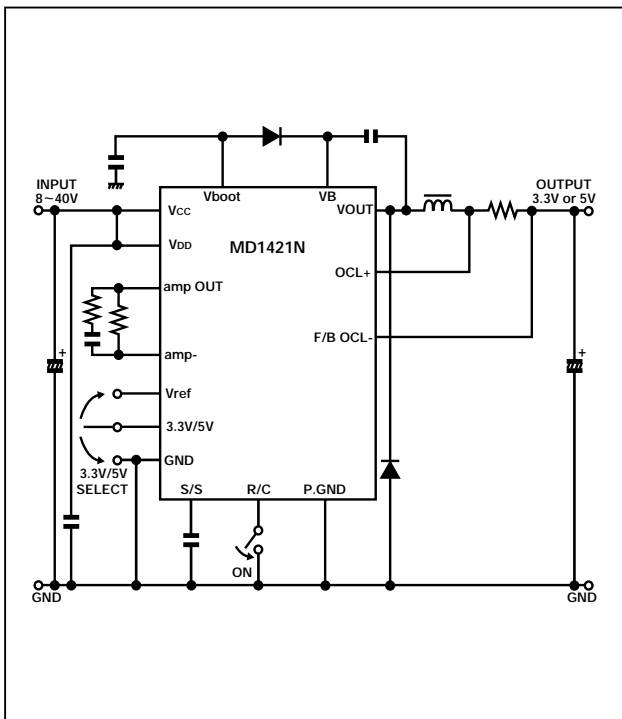 INPUT
8~40V
Vboot
VB
OUTPUT
3.3V or 5V
VCC
VOUT
VDD
MD1421N
OCL+
amp OUT
F/B OCL-
+
+
amp-
Vref
3.3V/5V
GND
3.3V/5V
SELECT
S/S
R/C
P.GND
ON
GND
GND